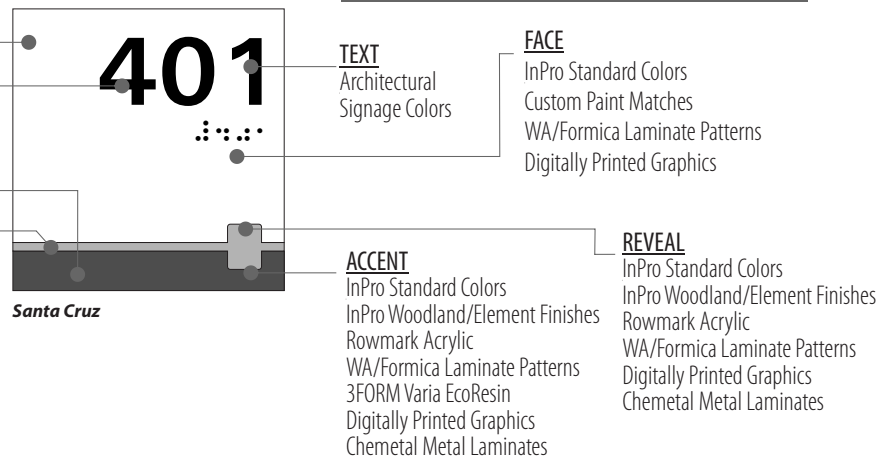 401
⠼⠙⠚⠁
Santa Cruz
TEXT
Architectural
Signage Colors
FACE
InPro Standard Colors
Custom Paint Matches
WA/Formica Laminate Patterns
Digitally Printed Graphics
ACCENT
InPro Standard Colors
InPro Woodland/Element Finishes
Rowmark Acrylic
WA/Formica Laminate Patterns
3FORM Varia EcoResin
Digitally Printed Graphics
Chemetal Metal Laminates
REVEAL
InPro Standard Colors
InPro Woodland/Element Finishes
Rowmark Acrylic
WA/Formica Laminate Patterns
Digitally Printed Graphics
Chemetal Metal Laminates